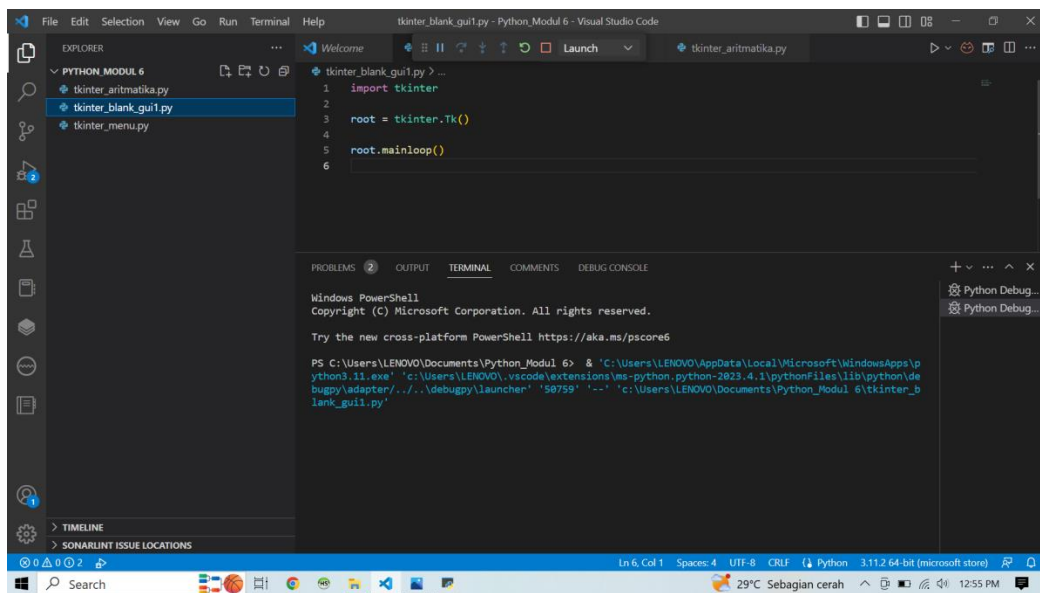 File Edit Selection View Go Run Terminal Help
tkinter_blank_gui1.py - Python_Modul 6 - Visual Studio Code
EXPLORER
PYTHON_MODUL 6
tkinter_aritmatika.py
tkinter_blank_gui1.py
tkinter_menu.py
TIMELINE
SONARLINT ISSUE LOCATIONS
Welcome
Launch
tkinter_aritmatika.py
tkinter_blank_gui1.py > ...
1 import tkinter
2
3 root = tkinter.Tk()
4
5 root.mainloop()
6
PROBLEMS 2 OUTPUT TERMINAL COMMENTS DEBUG CONSOLE
Windows PowerShell
Copyright (C) Microsoft Corporation. All rights reserved.
Try the new cross-platform PowerShell https://aka.ms/pscore6
PS C:\Users\LENOVO\Documents\Python_Modul 6> & 'C:\Users\LENOVO\AppData\Local\Microsoft\WindowsApps\p
ython3.11.exe' 'c:\Users\LENOVO\.vscode\extensions\ms-python.python-2023.4.1\pythonFiles\lib\python\de
bugpy\adapter/../..\debugpy\launcher' '50759' '--' 'c:\Users\LENOVO\Documents\Python_Modul 6\tkinter_b
lank_gui1.py'
Python Debug...
Python Debug...
2
1
0 0 2
Ln 6, Col 1 Spaces: 4 UTF-8 CRLF Python 3.11.2 64-bit (microsoft store)
Search
29°C Sebagian cerah
12:55 PM